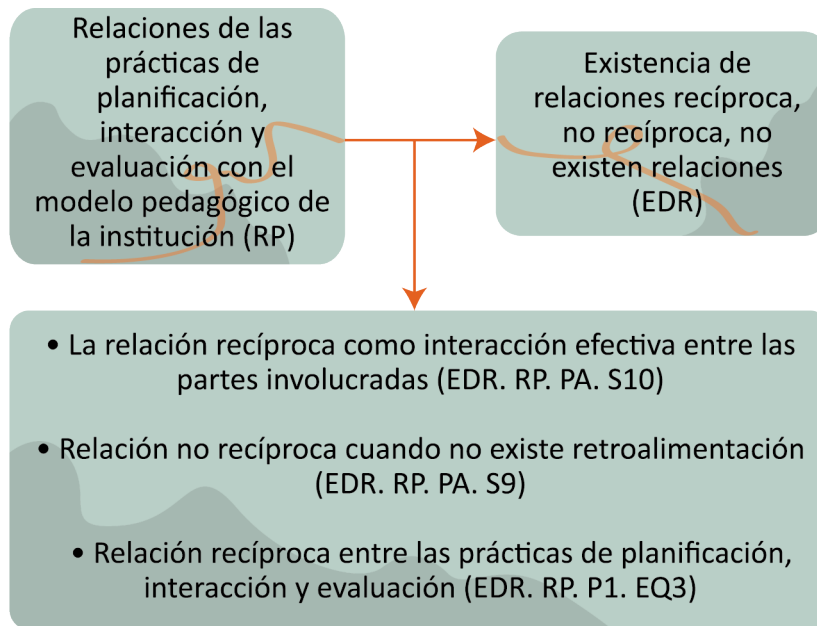 Relaciones de las
prácticas de
planificación,
interacción y
evaluación con el
modelo pedagógico de
la institución (RP)
Existencia de
relaciones recíproca,
no recíproca, no
existen relaciones
(EDR)
• La relación recíproca como interacción efectiva entre las
partes involucradas (EDR. RP. PA. S10)
• Relación no recíproca cuando no existe retroalimentación
(EDR. RP. PA. S9)
• Relación recíproca entre las prácticas de planificación,
interacción y evaluación (EDR. RP. P1. EQ3)